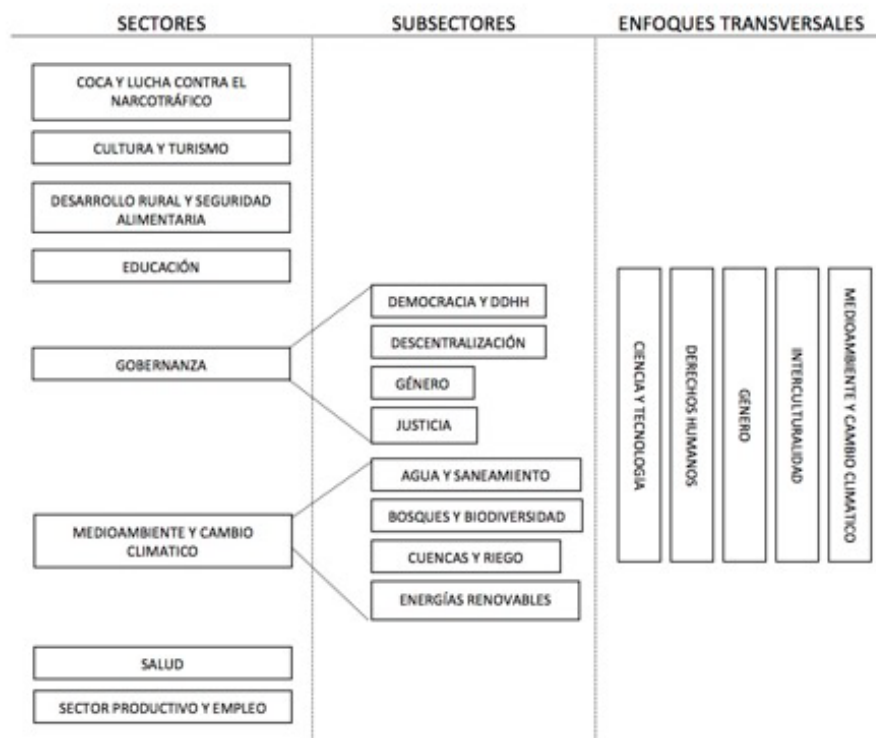 SECTORES
SUBSECTORES
ENFOQUES TRANSVERSALES
COCA Y LUCHA CONTRA EL
NARCOTRÁFICO
CULTURA Y TURISMO
DESARROLLO RURAL Y SEGURIDAD
ALIMENTARIA
EDUCACIÓN
GOBERNANZA
MEDIOAMBIENTE Y CAMBIO
CLIMATICO
SALUD
SECTOR PRODUCTIVO Y EMPLEO
DEMOCRACIA Y DDHH
DESCENTRALIZACIÓN
GÉNERO
JUSTICIA
AGUA Y SANEAMIENTO
BOSQUES Y BIODIVERSIDAD
CUENCAS Y RIEGO
ENERGÍAS RENOVABLES
CIENCIA Y TECNOLOGÍA
DERECHOS HUMANOS
GÉNERO
INTERCULTURALIDAD
MEDIOAMBIENTE Y CAMBIO CLIMATICO